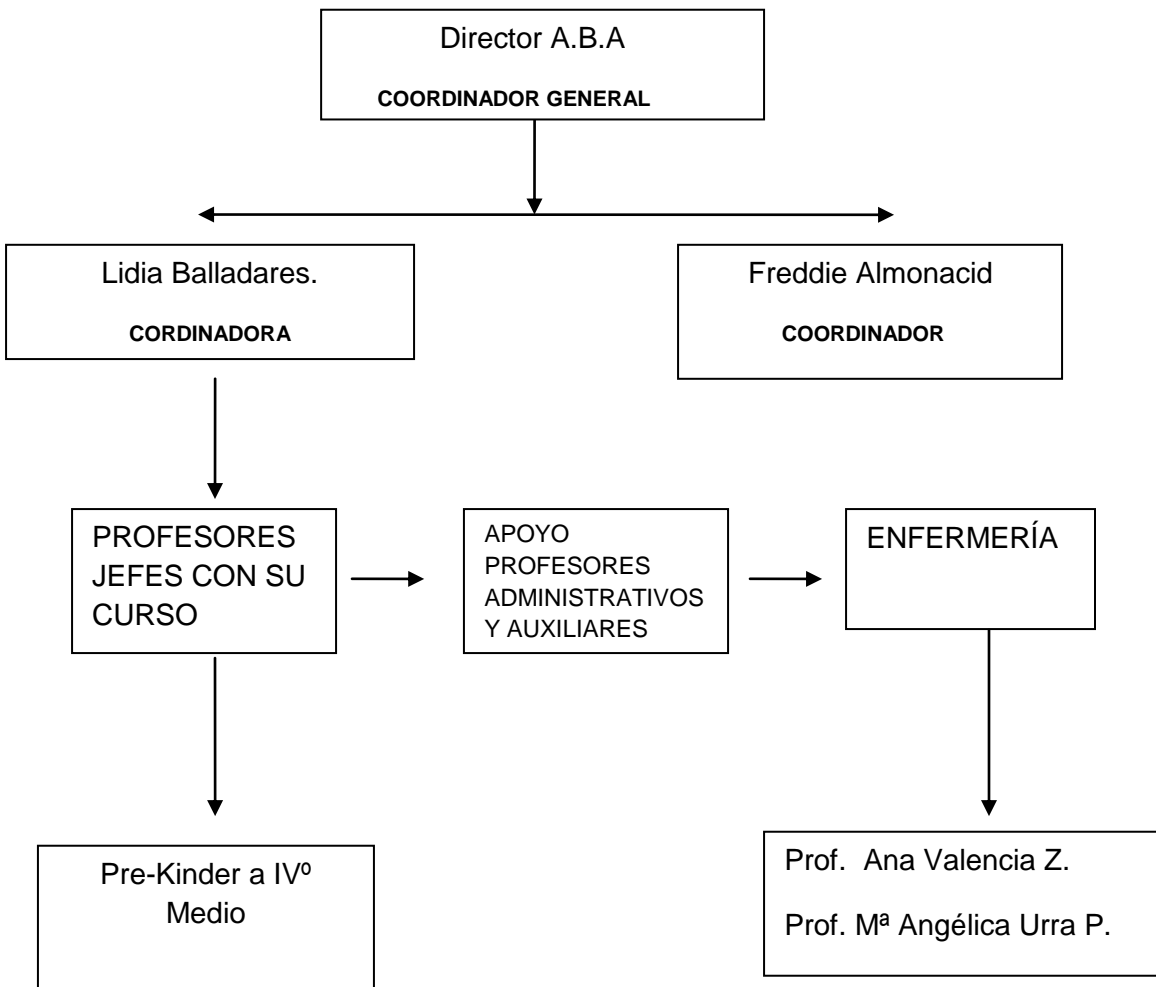 Director A.B.A
COORDINADOR GENERAL
Lidia Balladares.
CORDINADORA
Freddie Almonacid
COORDINADOR
PROFESORES
JEFES CON SU
CURSO
APOYO
PROFESORES
ADMINISTRATIVOS
Y AUXILIARES
ENFERMERÍA
Pre-Kinder a IVº
Medio
Prof. Ana Valencia Z.
Prof. Mª Angélica Urra P.